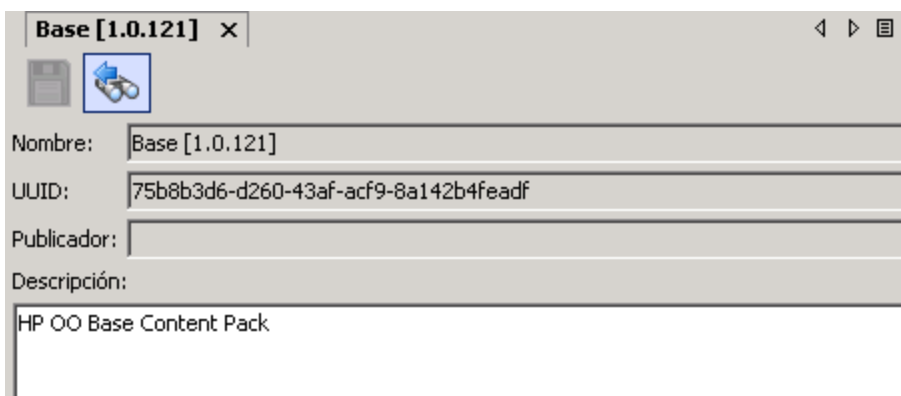 Base [1.0.121]
Nombre: Base [1.0.121]
UUID: 75b8b3d6-d260-43af-acf9-8a142b4feadf
Publicador:
Descripción:
HP OO Base Content Pack